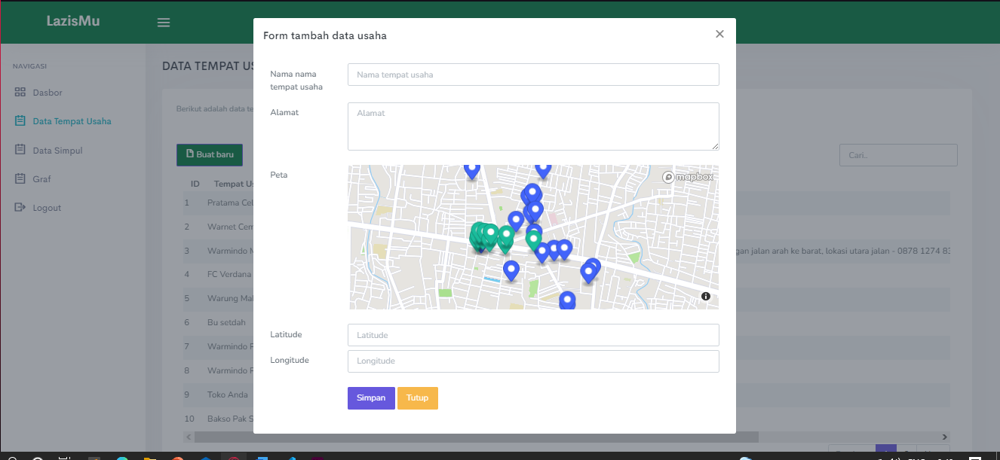 LazisMu
Form tambah data usaha
NAVIGASI
DATA TEMPAT US
Nama nama
tempat usaha
Nama tempat usaha
Dasbor
Berikut adalah data te
Alamat
Alamat
Data Tempat Usaha
Data Simpul
Buat baru
Cari..
Peta
mapbox
Graf
ID Tempat Us
Logout
1 Pratama Cel
2 Warnet Cem
3 Warmindo M
gan jalan arah ke barat, lokasi utara jalan - 0878 1274 83
4 FC Verdana
5 Warung Mal
6 Bu setdah
Latitude
Latitude
7 Warmindo P
Longitude
Longitude
8 Warmindo P
9 Toko Anda
Simpan
Tutup
10 Bakso Pak S